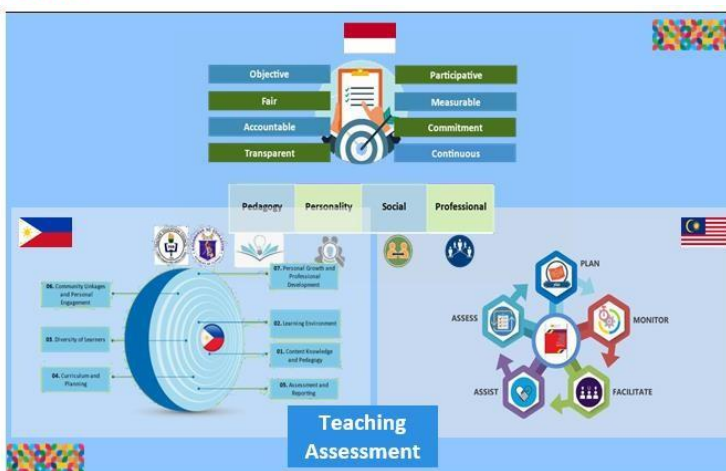 Objective
Fair
Accountable
Transparent
Participative
Measurable
Commitment
Continuous
Pedagogy
Personality
Social
Professional
07. Personal Growth and
Professional
Development
06. Community Linkages
and Personal
Engagement
02. Learning Environment
03. Diversity of Learners
01. Content Knowledge
and Pedagogy
04. Curriculum and
Planning
05. Assessment and
Reporting
PLAN
MONITOR
FACILITATE
ASSIST
ASSESS
Teaching
Assessment